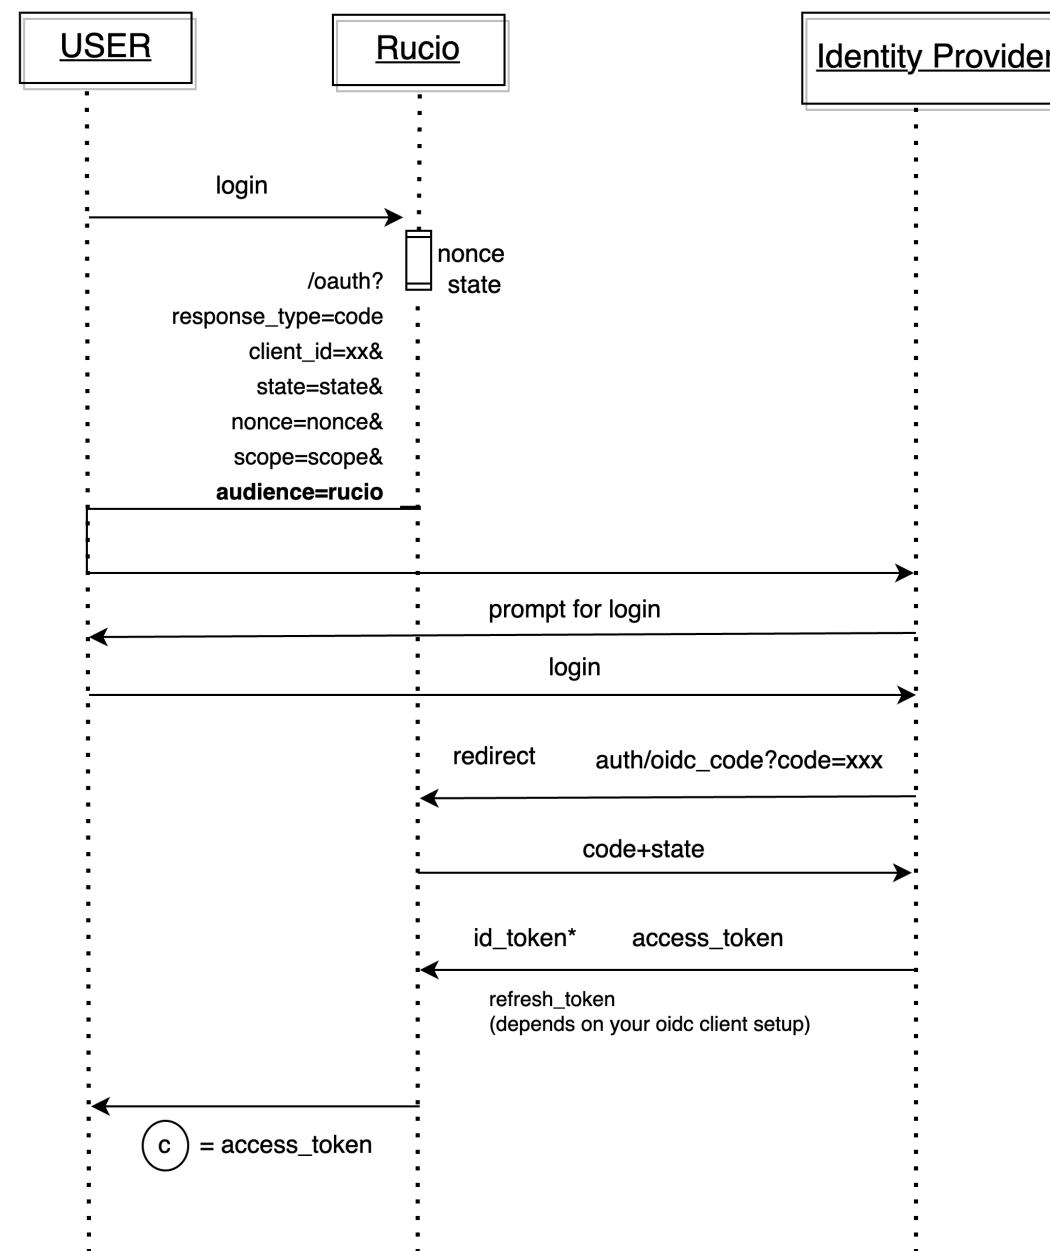 USER
Rucio
Identity Provider
login
nonce
state
/oauth?
response_type=code
client_id=xx&
state=state&
nonce=nonce&
scope=scope&
audience=rucio
prompt for login
login
redirect
auth/oidc_code?code=xxx
code+state
id_token*
access_token
refresh_token
(depends on your oidc client setup)
c = access_token